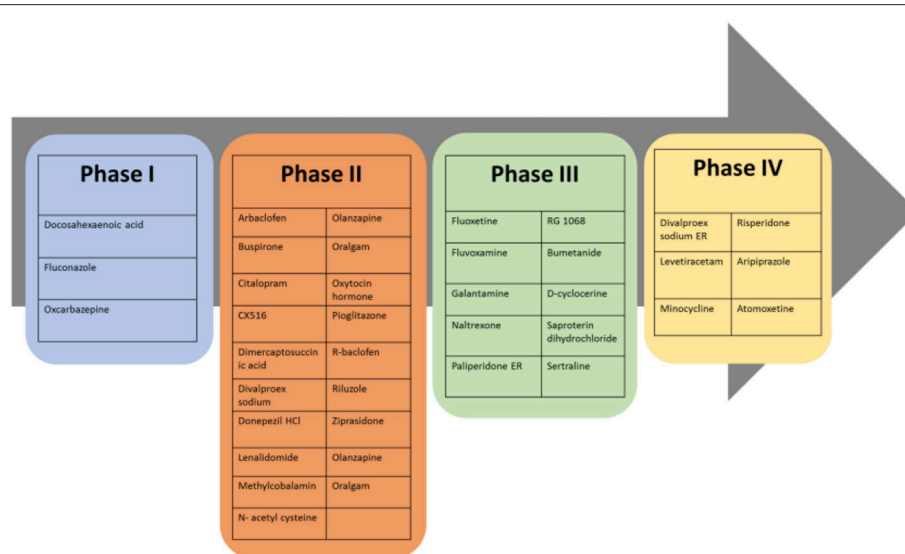 Phase I
Docosahexaenoic acid
Fluconazole
Oxcarbazepine
Phase II
Arbaclofen
Olanzapine
Buspirone
Oralgam
Citalopram
Oxytocin
hormone
CX516
Pioglitazone
Dimercaptosuccin
ic acid
R-baclofen
Divalproex
sodium
Riluzole
Donepezil HCl
Ziprasidone
Lenalidomide
Olanzapine
Methylcobalamin
Oralgam
N- acetyl cysteine
Phase III
Fluoxetine
RG 1068
Fluvoxamine
Bumetanide
Galantamine
D-cyclocerine
Naltrexone
Saproterin
dihydrochloride
Paliperidone ER
Sertraline
Phase IV
Divalproex
sodium ER
Risperidone
Levetiracetam
Aripiprazole
Minocycline
Atomoxetine